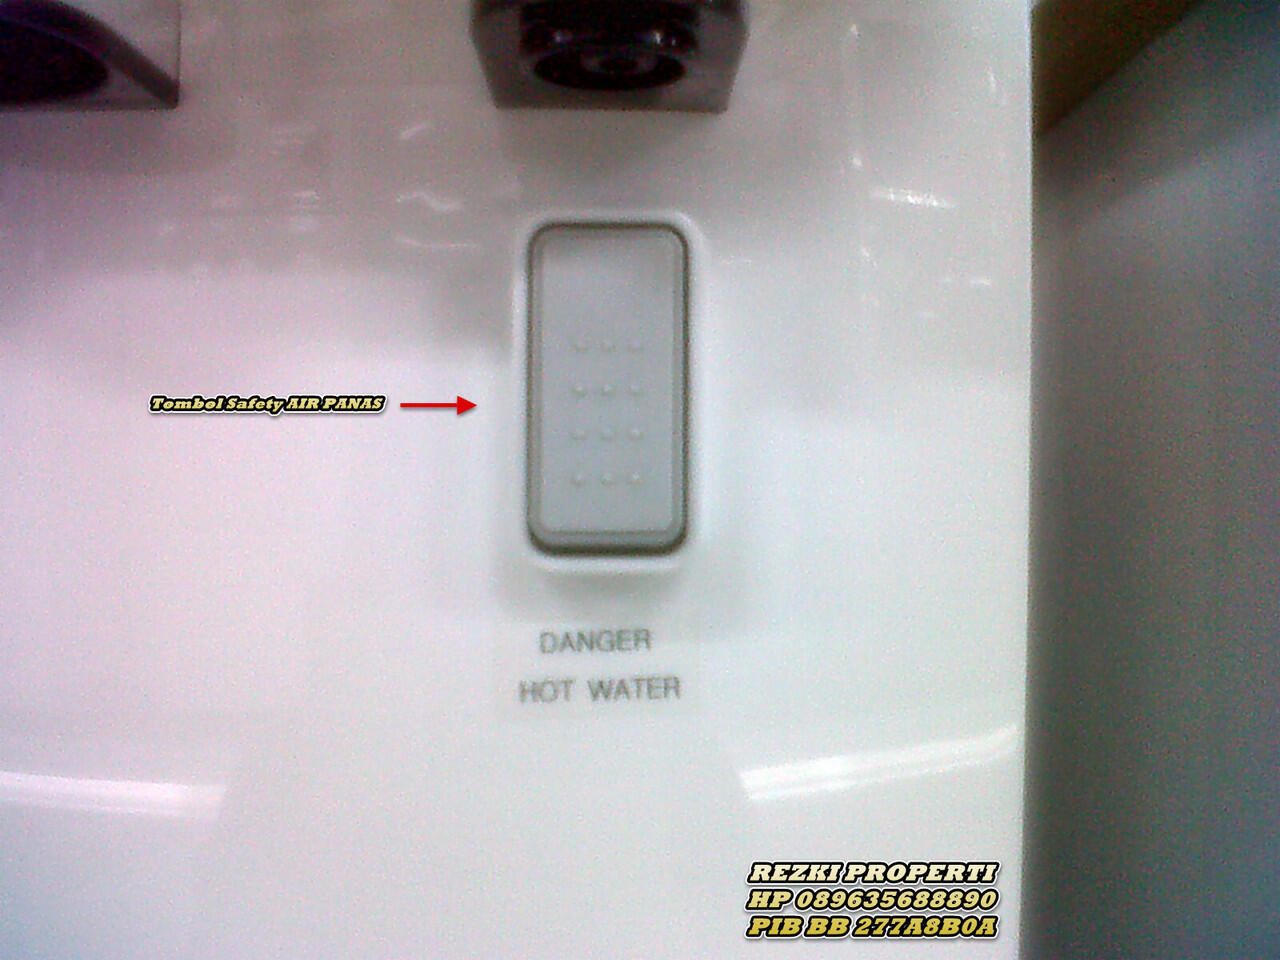 Tombol Safety AIR PANAS
DANGER
HOT WATER
REZKI PROPERTI
HP 089635688890
PIB BB 277A8B0A